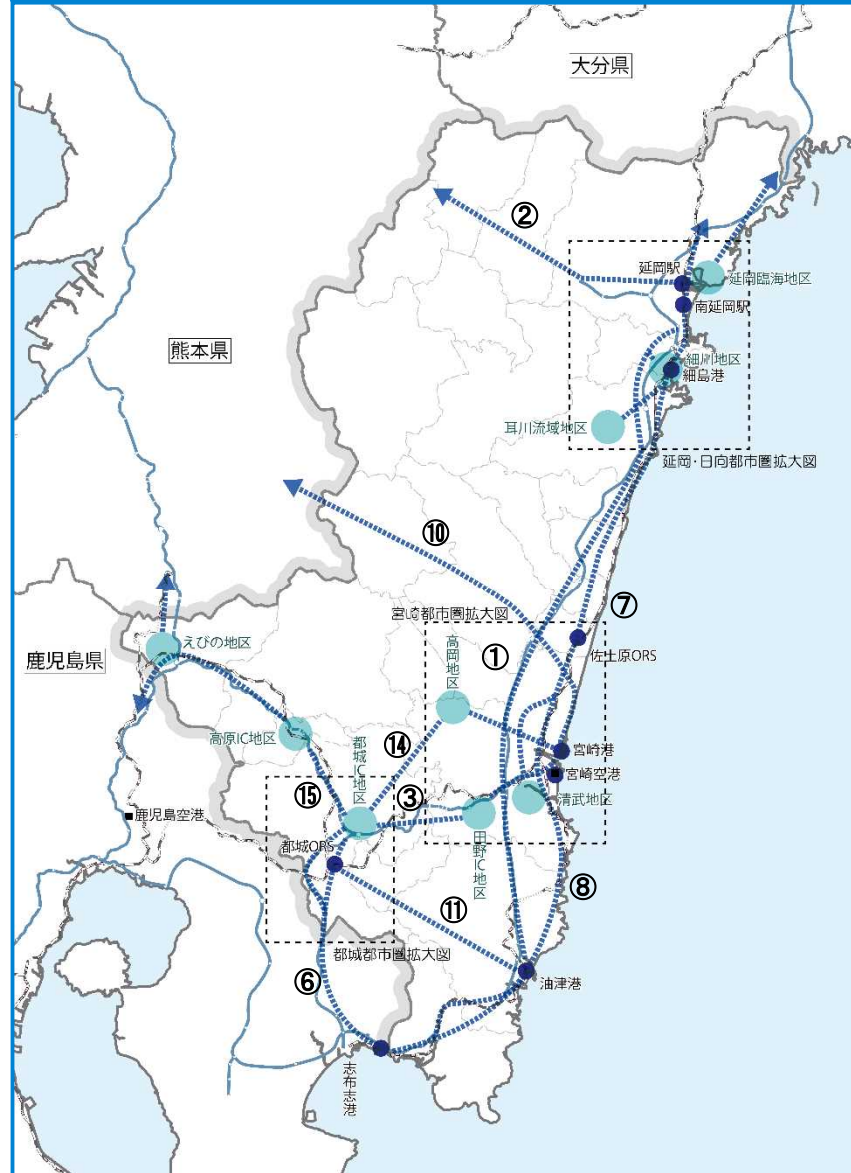 大分県
②
延岡駅
延岡臨海地区
南延岡駅
熊本県
細川地区
細島港
耳川流域地区
延岡・日向都市圏拡大図
⑩
宮崎都市圏拡大図
⑦
えびの地区
高岡地区
①
佐土原ORS
鹿児島県
高原IC地区
都城IC地区
⑭
宮崎港
宮崎空港
⑮
③
清武地区
鹿児島空港
都城ORS
田野IC地区
⑧
⑪
都城都市圏拡大図
⑥
油津港
志布志港